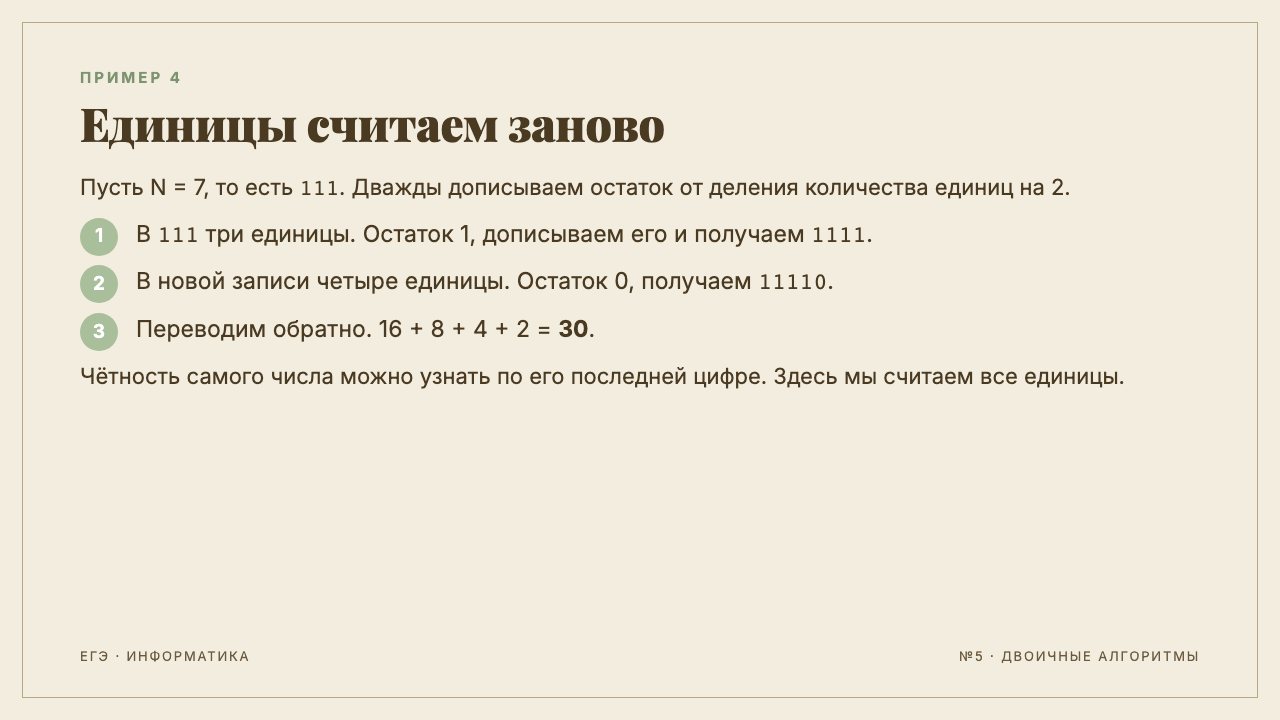 ПРИМЕР 4
Единицы считаем заново
Пусть N = 7, то есть 111. Дважды дописываем остаток от деления количества единиц на 2.
1 В 111 три единицы. Остаток 1, дописываем его и получаем 1111.
2 В новой записи четыре единицы. Остаток 0, получаем 11110.
3 Переводим обратно. 16 + 8 + 4 + 2 = 30.
Чётность самого числа можно узнать по его последней цифре. Здесь мы считаем все единицы.
ЕГЭ · ИНФОРМАТИКА
№5 · ДВОИЧНЫЕ АЛГОРИТМЫ